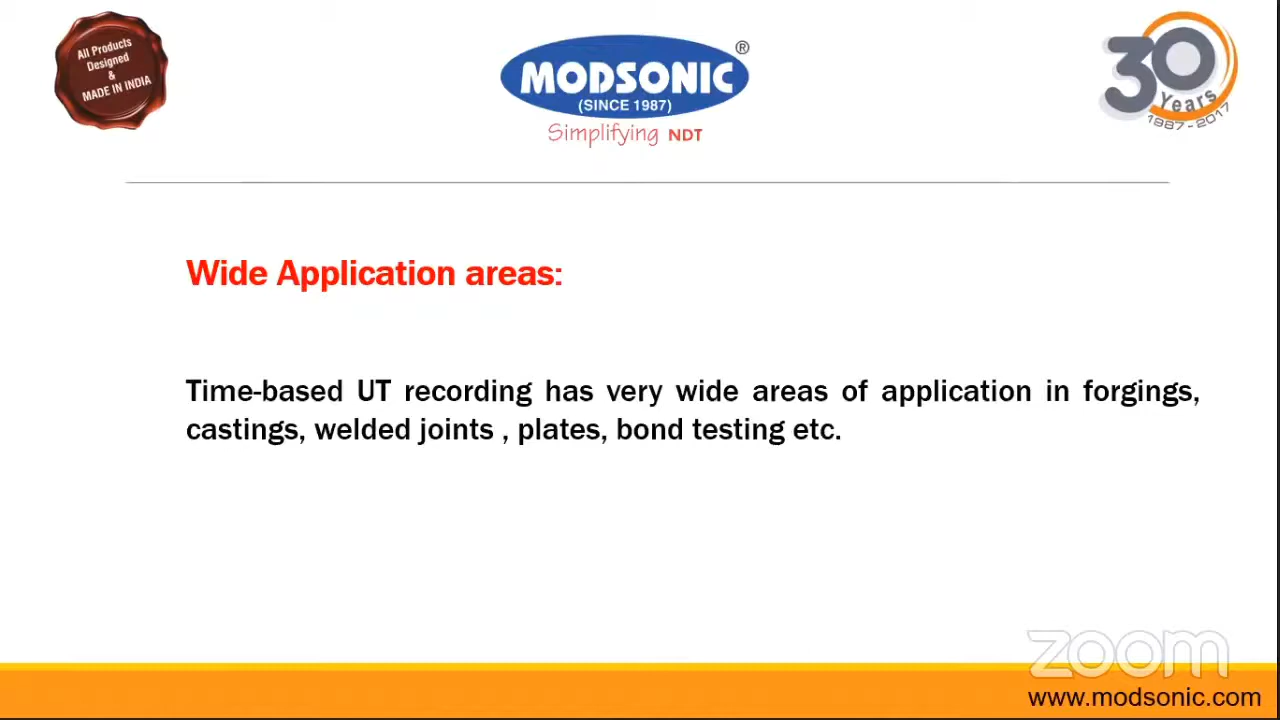 All Products
Designed
&
MADE IN INDIA
MODSONIC®
(SINCE 1987)
Simplifying NDT
30
Years
1987-2017
Wide Application areas:
Time-based UT recording has very wide areas of application in forgings,
castings, welded joints , plates, bond testing etc.
zoom
www.modsonic.com